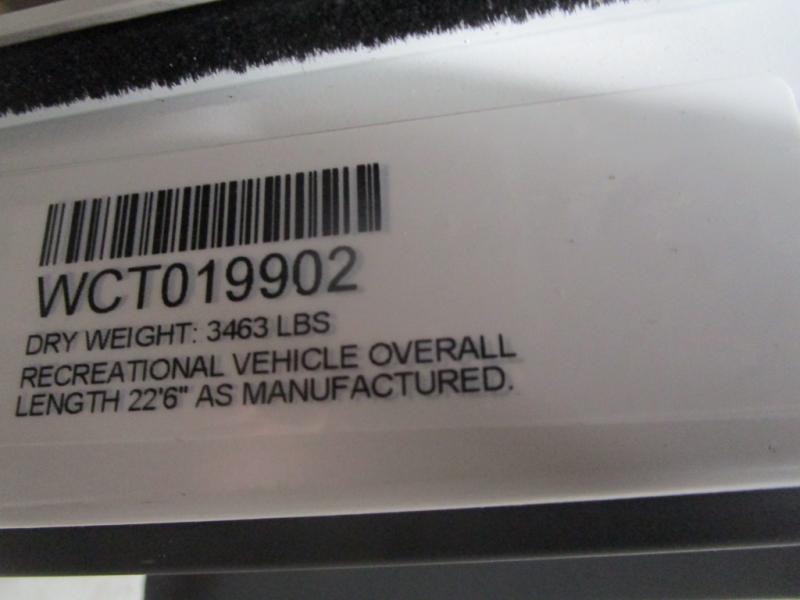 WCT019902
DRY WEIGHT: 3463 LBS
RECREATIONAL VEHICLE OVERALL
LENGTH 22'6" AS MANUFACTURED.